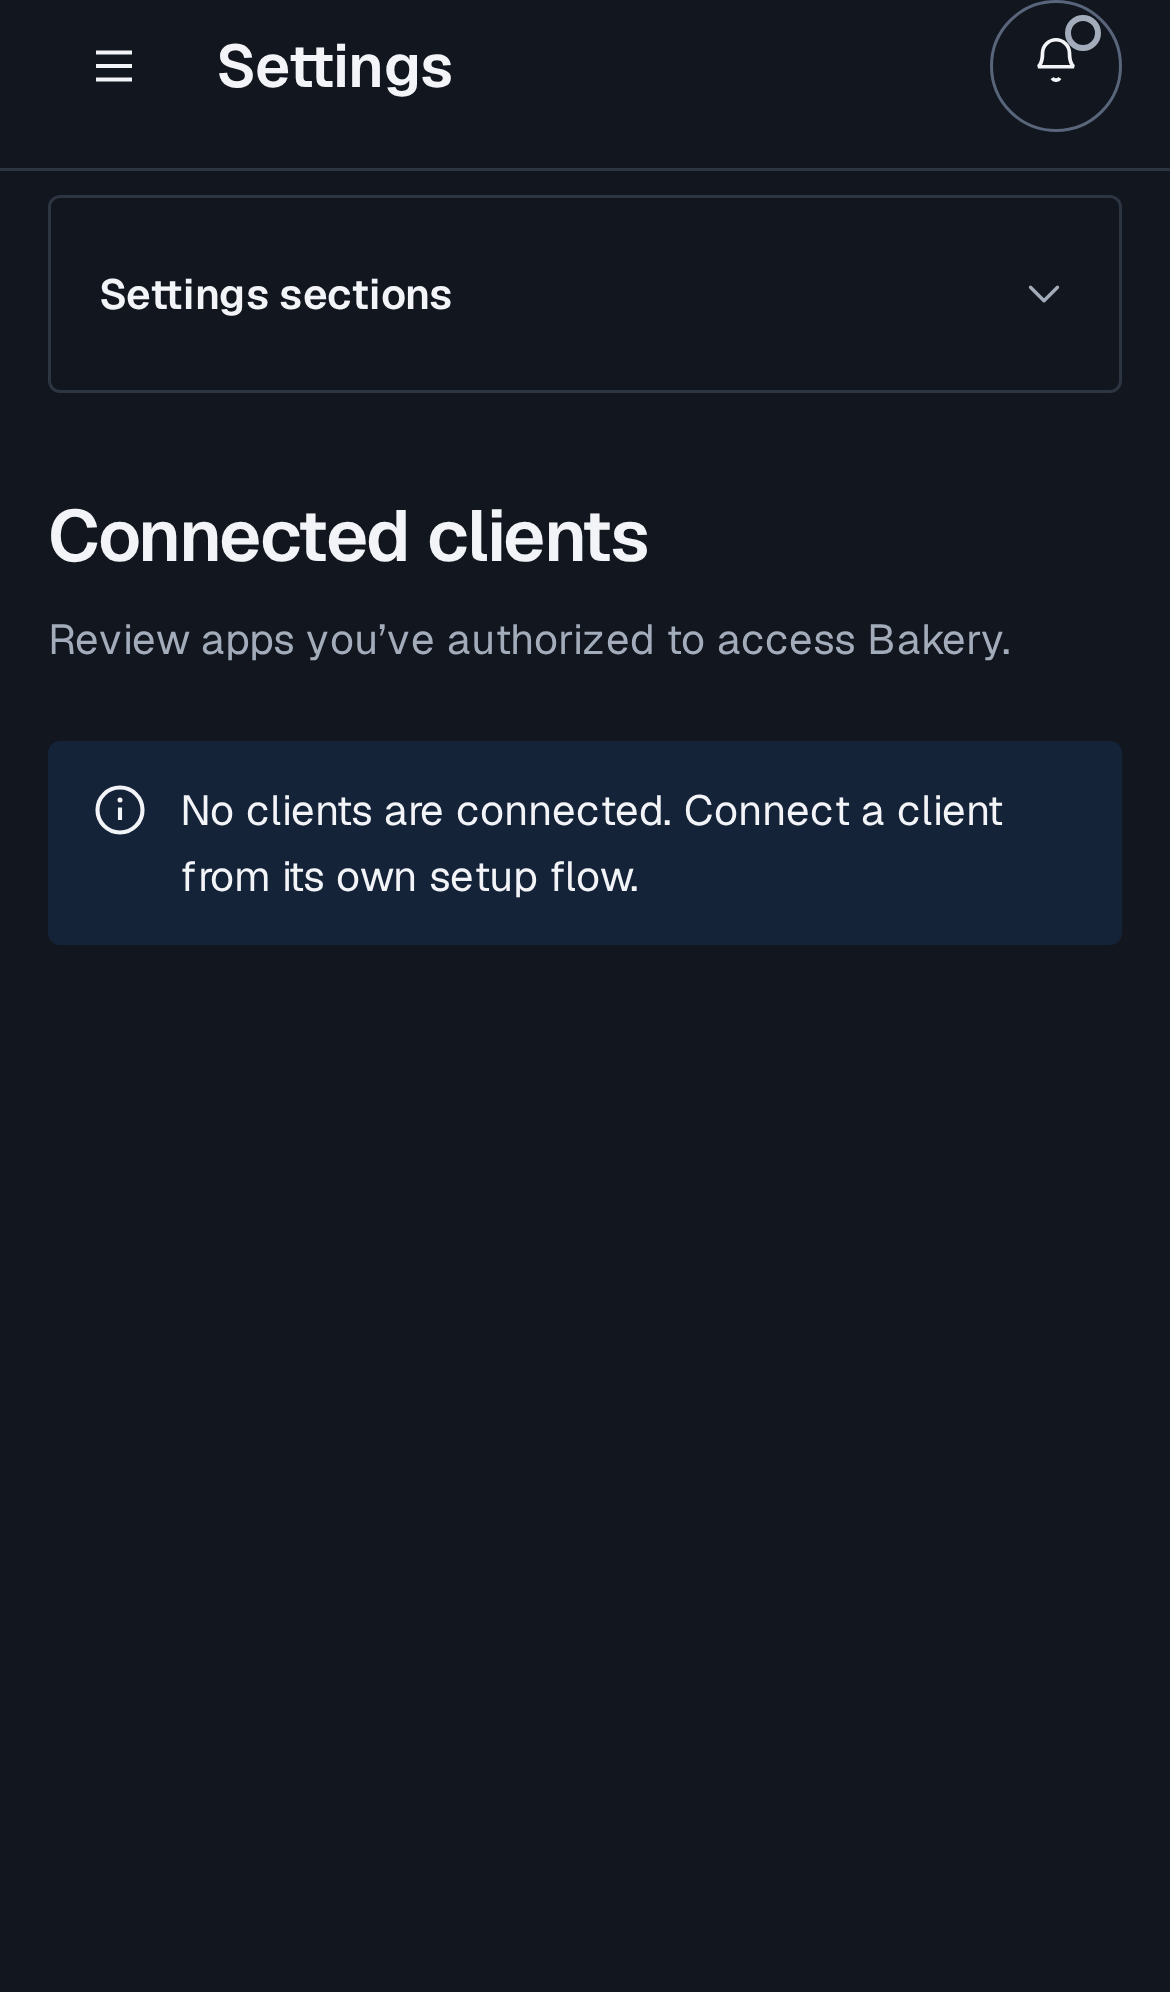 Settings
Settings sections
Connected clients
Review apps you’ve authorized to access Bakery.
No clients are connected. Connect a client
from its own setup flow.